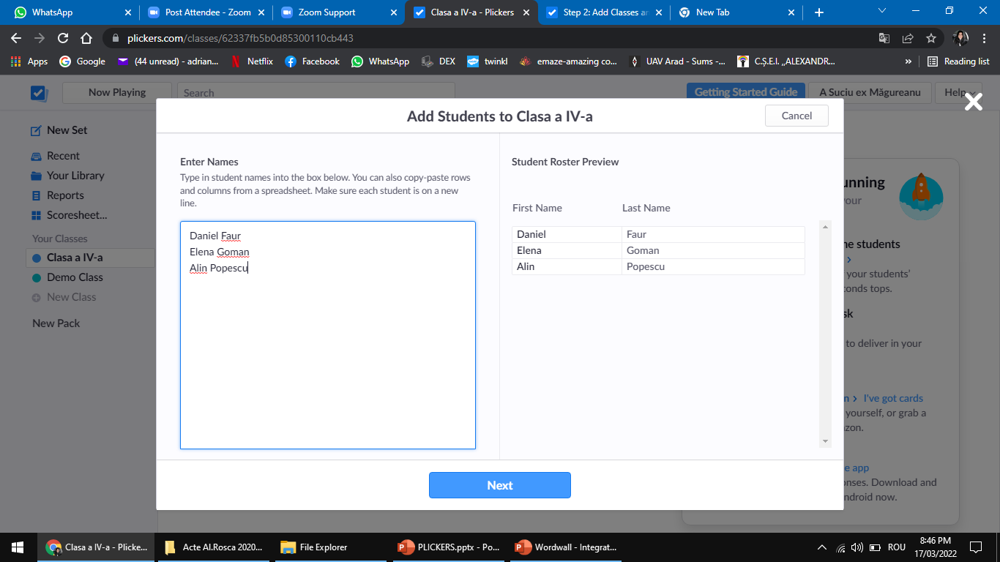 WhatsApp
Post Attendee - Zoom
Zoom Support
Clasa a IV-a - Plickers
Step 2: Add Classes an
New Tab
plickers.com/classes/62337fb5b0d85300110cb443
Apps
Google
(44 unread) - adrian...
Netflix
Facebook
WhatsApp
DEX
twinkl
emaze-amazing co...
UAV Arad - Sums -...
C.Ș.E.I. „ALEXANDR...
»
Reading list
Now Playing
Search
Getting Started Guide
A Suciu ex Măgureanu
Help
New Set
Recent
Your Library
Reports
Scoresheet...
Your Classes
Clasa a IV-a
Demo Class
New Class
New Pack
Add Students to Clasa a IV-a
Cancel
Enter Names
Type in student names into the box below. You can also copy-paste rows
and columns from a spreadsheet. Make sure each student is on a new
line.
Daniel Faur
Elena Goman
Alin Popescu
Student Roster Preview
First Name Last Name
Daniel Faur
Elena Goman
Alin Popescu
Next
unning
your
ne students
your students'
conds tops.
sk
to deliver in your
n › I've got cards
yourself, or grab a
azon.
e app
onses. Download and
ndroid now.
Clasa a IV-a - Plicke...
Acte Al.Rosca 2020...
File Explorer
PLICKERS.pptx - Po...
Wordwall - Integrat...
ROU
8:46 PM
17/03/2022